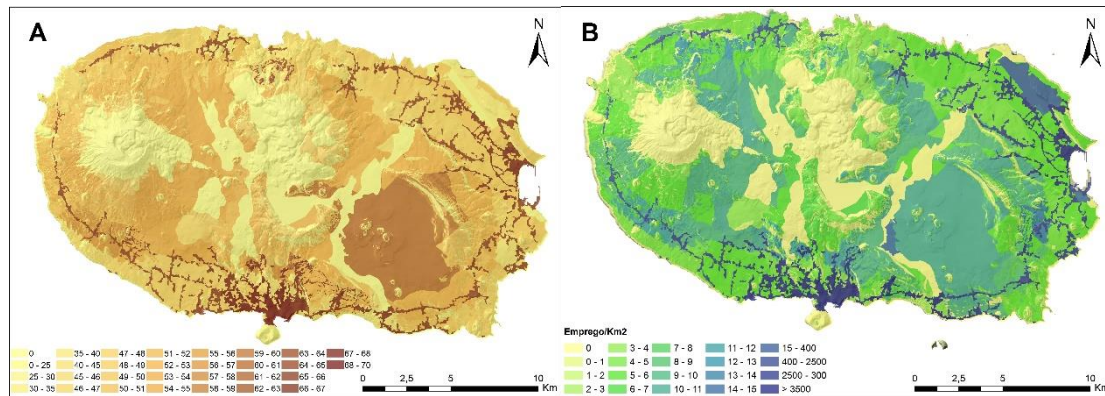 A
N
0 35 - 40 47 - 48 51 - 52 55 - 56 59 - 60 63 - 64 67 - 68
0 - 25 40 - 45 48 - 49 52 - 53 56 - 57 60 - 61 64 - 65 68 - 70
25 - 30 45 - 46 49 - 50 53 - 54 57 - 58 61 - 62 65 - 66
30 - 35 46 - 47 50 - 51 54 - 55 58 - 59 62 - 63 66 - 67
0 2,5 5 10
Km
B
N
Emprego/Km2
0 3 - 4 7 - 8 11 - 12 15 - 400
0 - 1 4 - 5 8 - 9 12 - 13 400 - 2500
1 - 2 5 - 6 9 - 10 13 - 14 2500 - 300
2 - 3 6 - 7 10 - 11 14 - 15 > 3500
0 2,5 5 10
Km